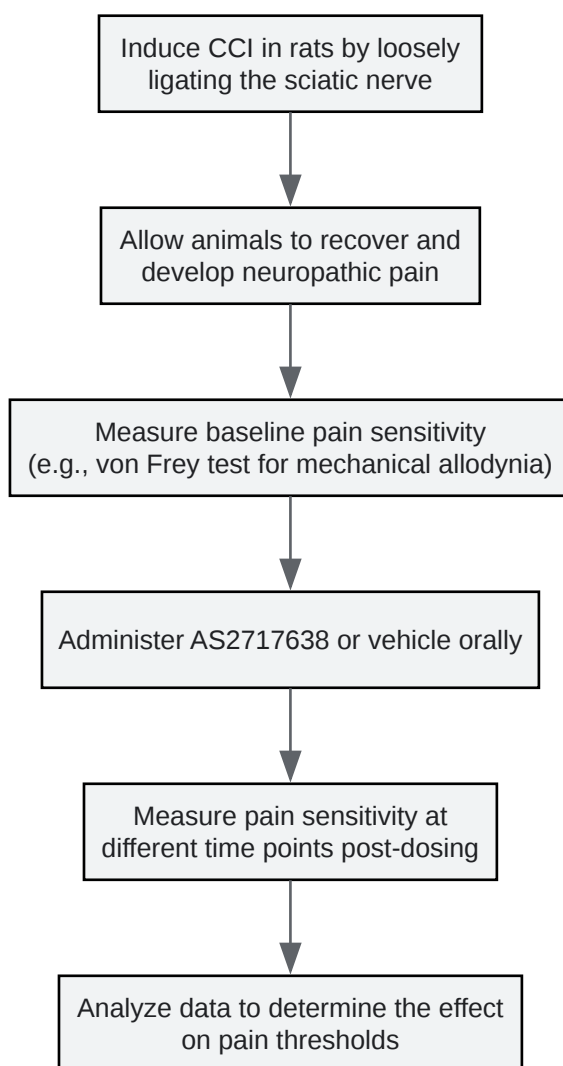 Induce CCI in rats by loosely
ligating the sciatic nerve
Allow animals to recover and
develop neuropathic pain
Measure baseline pain sensitivity
(e.g., von Frey test for mechanical allodynia)
Administer AS2717638 or vehicle orally
Measure pain sensitivity at
different time points post-dosing
Analyze data to determine the effect
on pain thresholds